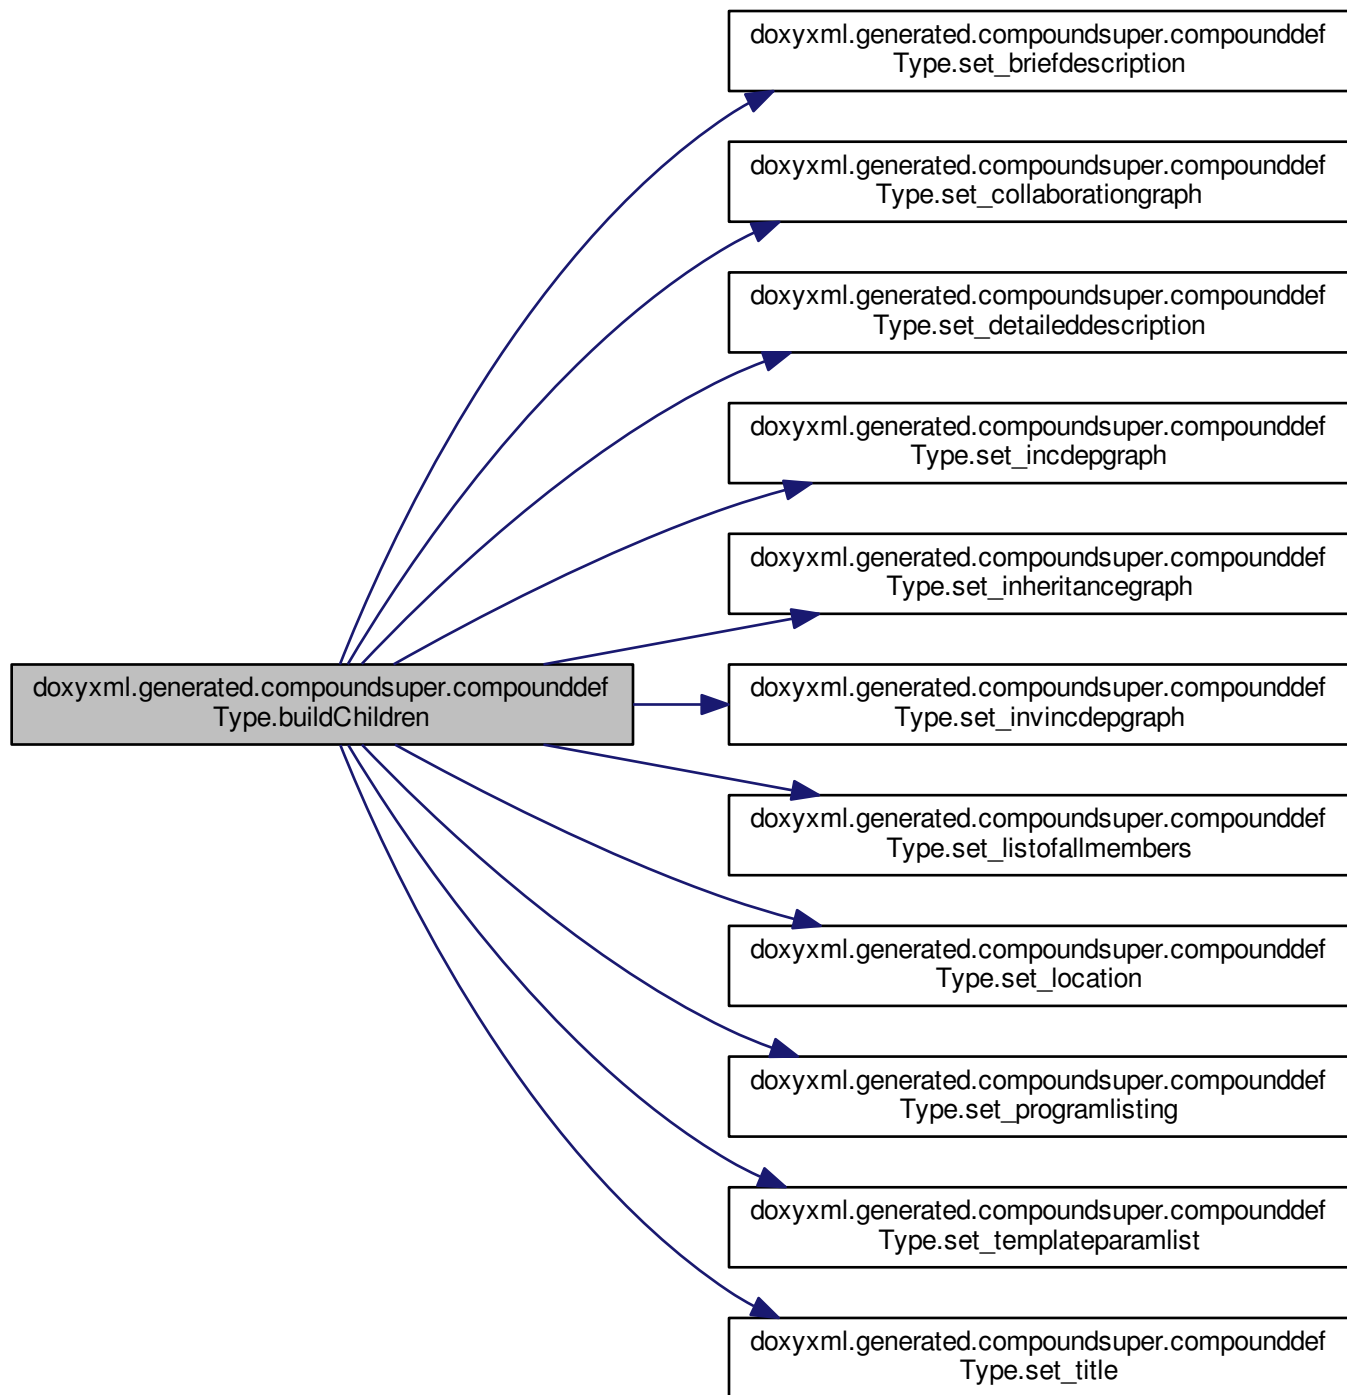 doxyxml.generated.compoundsuper.compounddef
Type.set_briefdescription
doxyxml.generated.compoundsuper.compounddef
Type.set_collaborationgraph
doxyxml.generated.compoundsuper.compounddef
Type.set_detaileddescription
doxyxml.generated.compoundsuper.compounddef
Type.set_incdepgraph
doxyxml.generated.compoundsuper.compounddef
Type.set_inheritancegraph
doxyxml.generated.compoundsuper.compounddef
Type.buildChildren
doxyxml.generated.compoundsuper.compounddef
Type.set_invincdepgraph
doxyxml.generated.compoundsuper.compounddef
Type.set_listofallmembers
doxyxml.generated.compoundsuper.compounddef
Type.set_location
doxyxml.generated.compoundsuper.compounddef
Type.set_programlisting
doxyxml.generated.compoundsuper.compounddef
Type.set_templateparamlist
doxyxml.generated.compoundsuper.compounddef
Type.set_title